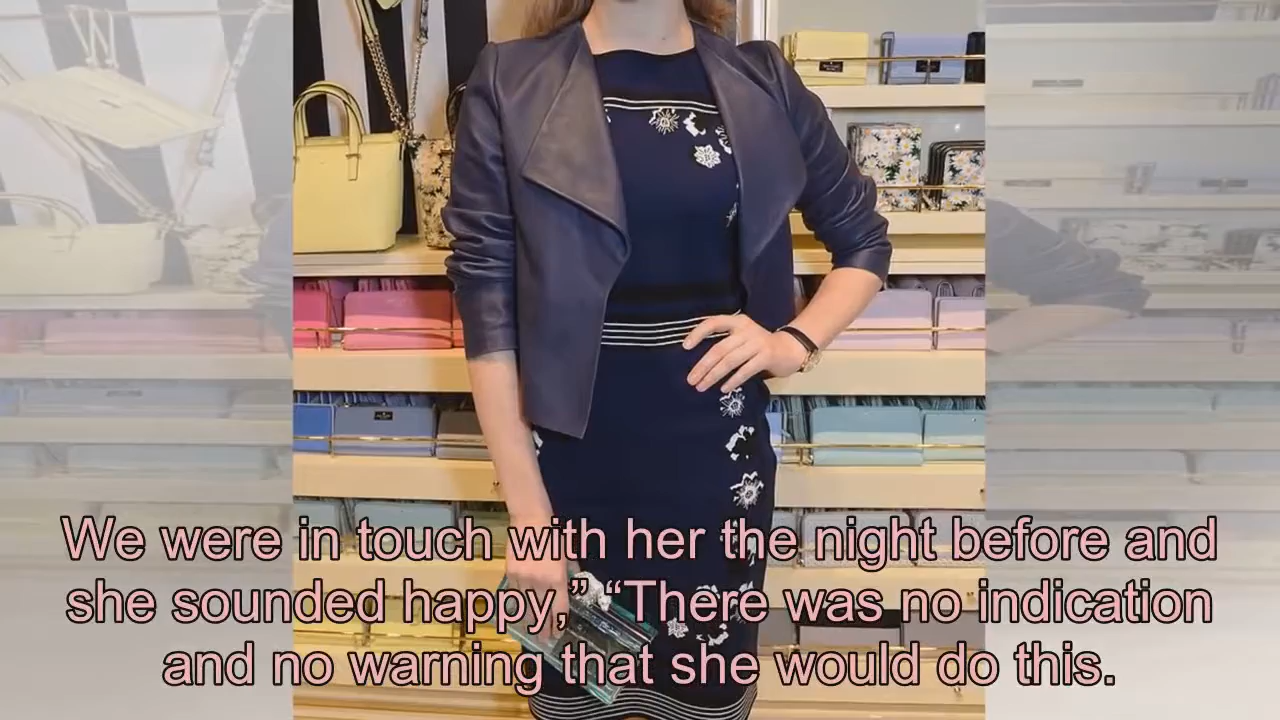 We were in touch with her the night before and
she sounded happy,” “There was no indication
and no warning that she would do this.